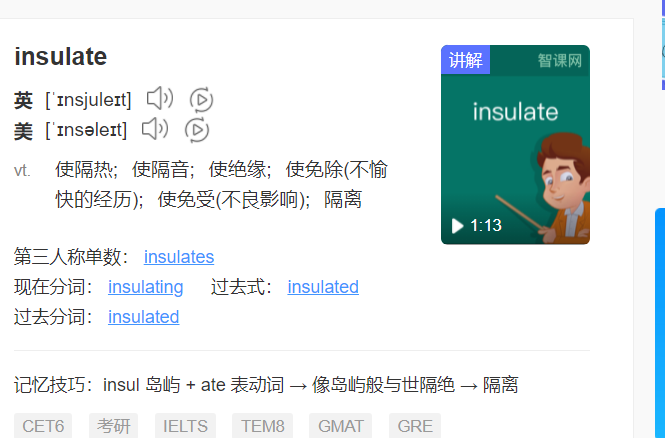 insulate
讲解
智课网
英 [ˈɪnsjuleɪt]
美 [ˈɪnsəleɪt]
insulate
vt. 使隔热；使隔音；使绝缘；使免除(不愉
快的经历)；使免受(不良影响)；隔离
1:13
第三人称单数： insulates
现在分词： insulating 过去式： insulated
过去分词： insulated
记忆技巧：insul 岛屿 + ate 表动词 → 像岛屿般与世隔绝 → 隔离
CET6 考研 IELTS TEM8 GMAT GRE